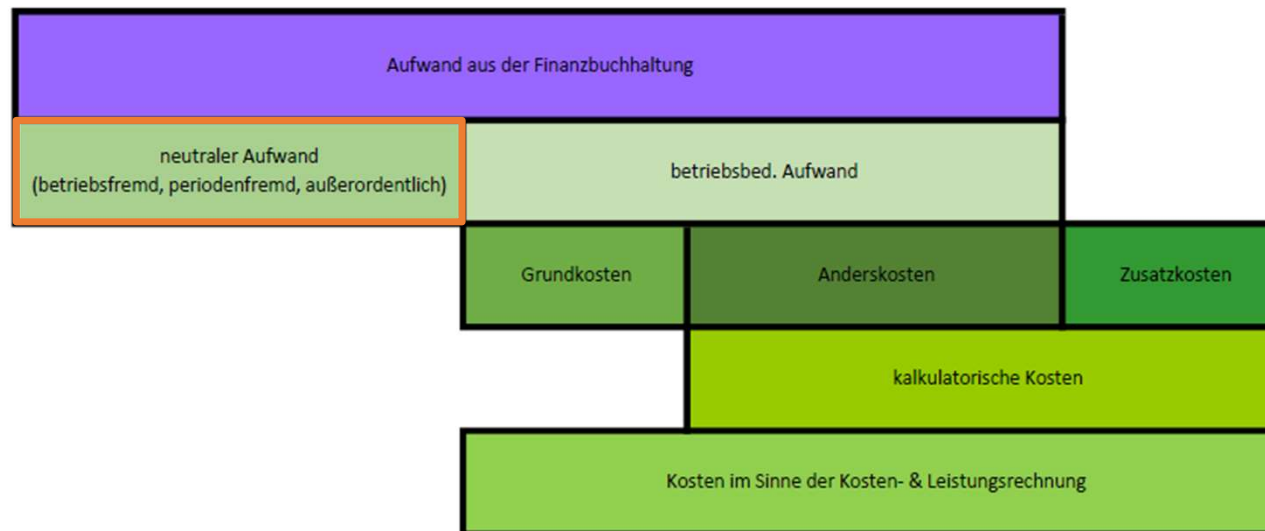 Aufwand aus der Finanzbuchhaltung
neutraler Aufwand
(betriebsfremd, periodenfremd, außerordentlich)
betriebsbed. Aufwand
Grundkosten
Anderskosten
Zusatzkosten
kalkulatorische Kosten
Kosten im Sinne der Kosten- & Leistungsrechnung